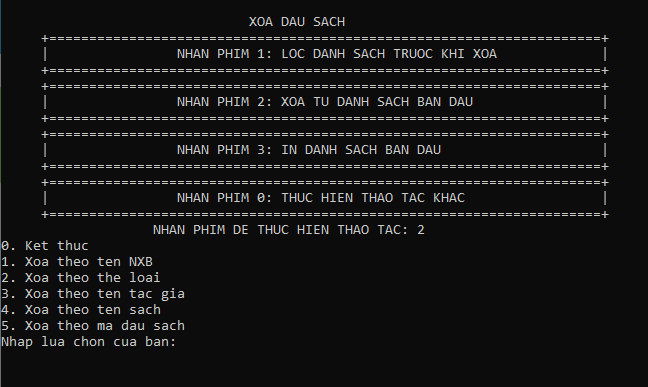 XOA DAU SACH
+=====================================================================+
| NHAN PHIM 1: LOC DANH SACH TRUOC KHI XOA |
+=====================================================================+
+=====================================================================+
| NHAN PHIM 2: XOA TU DANH SACH BAN DAU |
+=====================================================================+
+=====================================================================+
| NHAN PHIM 3: IN DANH SACH BAN DAU |
+=====================================================================+
+=====================================================================+
| NHAN PHIM 0: THUC HIEN THAO TAC KHAC |
+=====================================================================+
NHAN PHIM DE THUC HIEN THAO TAC: 2
0. Ket thuc
1. Xoa theo ten NXB
2. Xoa theo the loai
3. Xoa theo ten tac gia
4. Xoa theo ten sach
5. Xoa theo ma dau sach
Nhap lua chon cua ban: